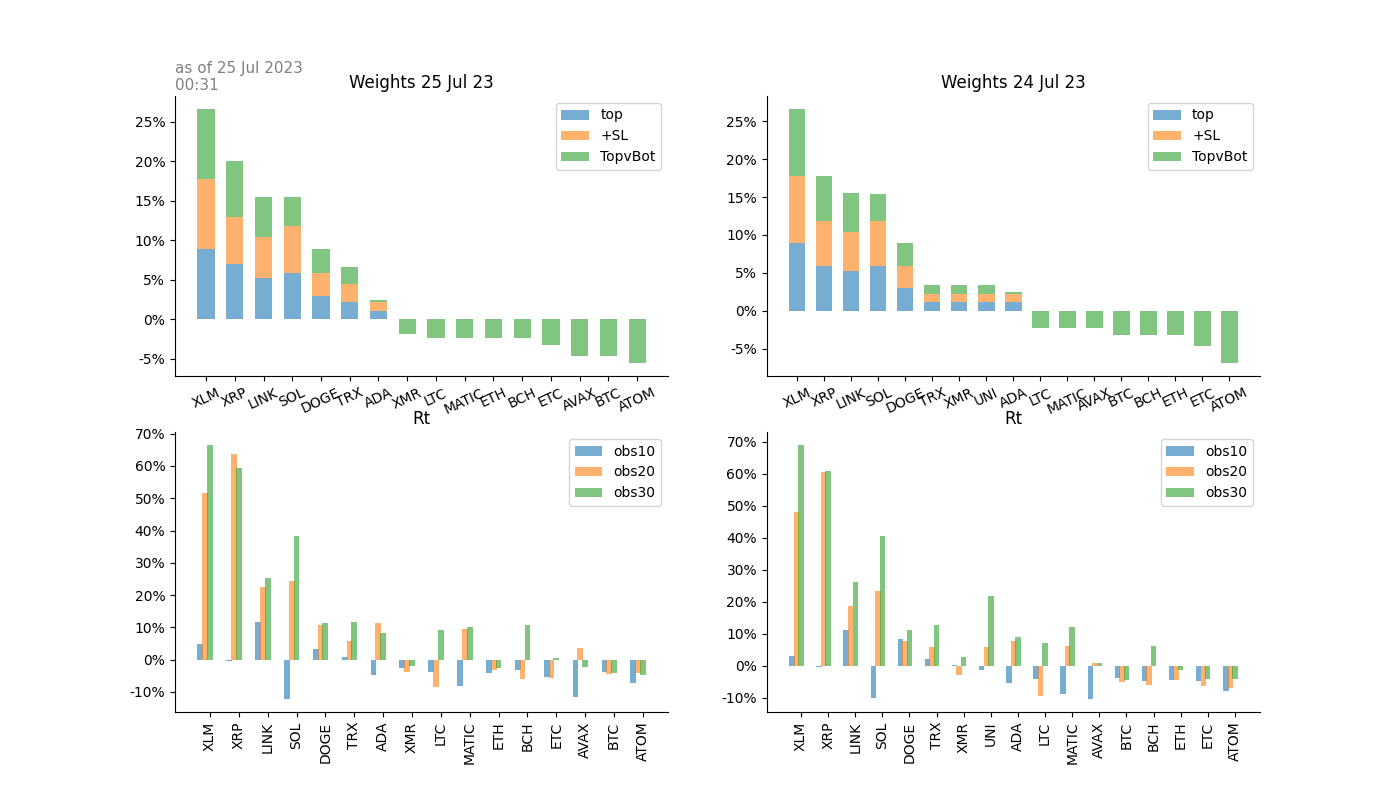 as of 25 Jul 2023
00:31
Weights 25 Jul 23
25%
20%
15%
10%
5%
0%
-5%
top
+SL
TopvBot
XLM XRP LINK SOL DOGE TRX ADA XMR LTC MATIC ETH BCH ETC AVAX BTC ATOM
Weights 24 Jul 23
25%
20%
15%
10%
5%
0%
-5%
top
+SL
TopvBot
XLM XRP LINK SOL DOGE TRX XMR UNI ADA LTC MATIC AVAX BTC BCH ETH ETC ATOM
Rt
70%
60%
50%
40%
30%
20%
10%
0%
-10%
obs10
obs20
obs30
XLM XRP LINK SOL DOGE TRX ADA XMR LTC MATIC ETH BCH ETC AVAX BTC ATOM
Rt
70%
60%
50%
40%
30%
20%
10%
0%
-10%
obs10
obs20
obs30
XLM XRP LINK SOL DOGE TRX XMR UNI ADA LTC MATIC AVAX BTC BCH ETH ETC ATOM